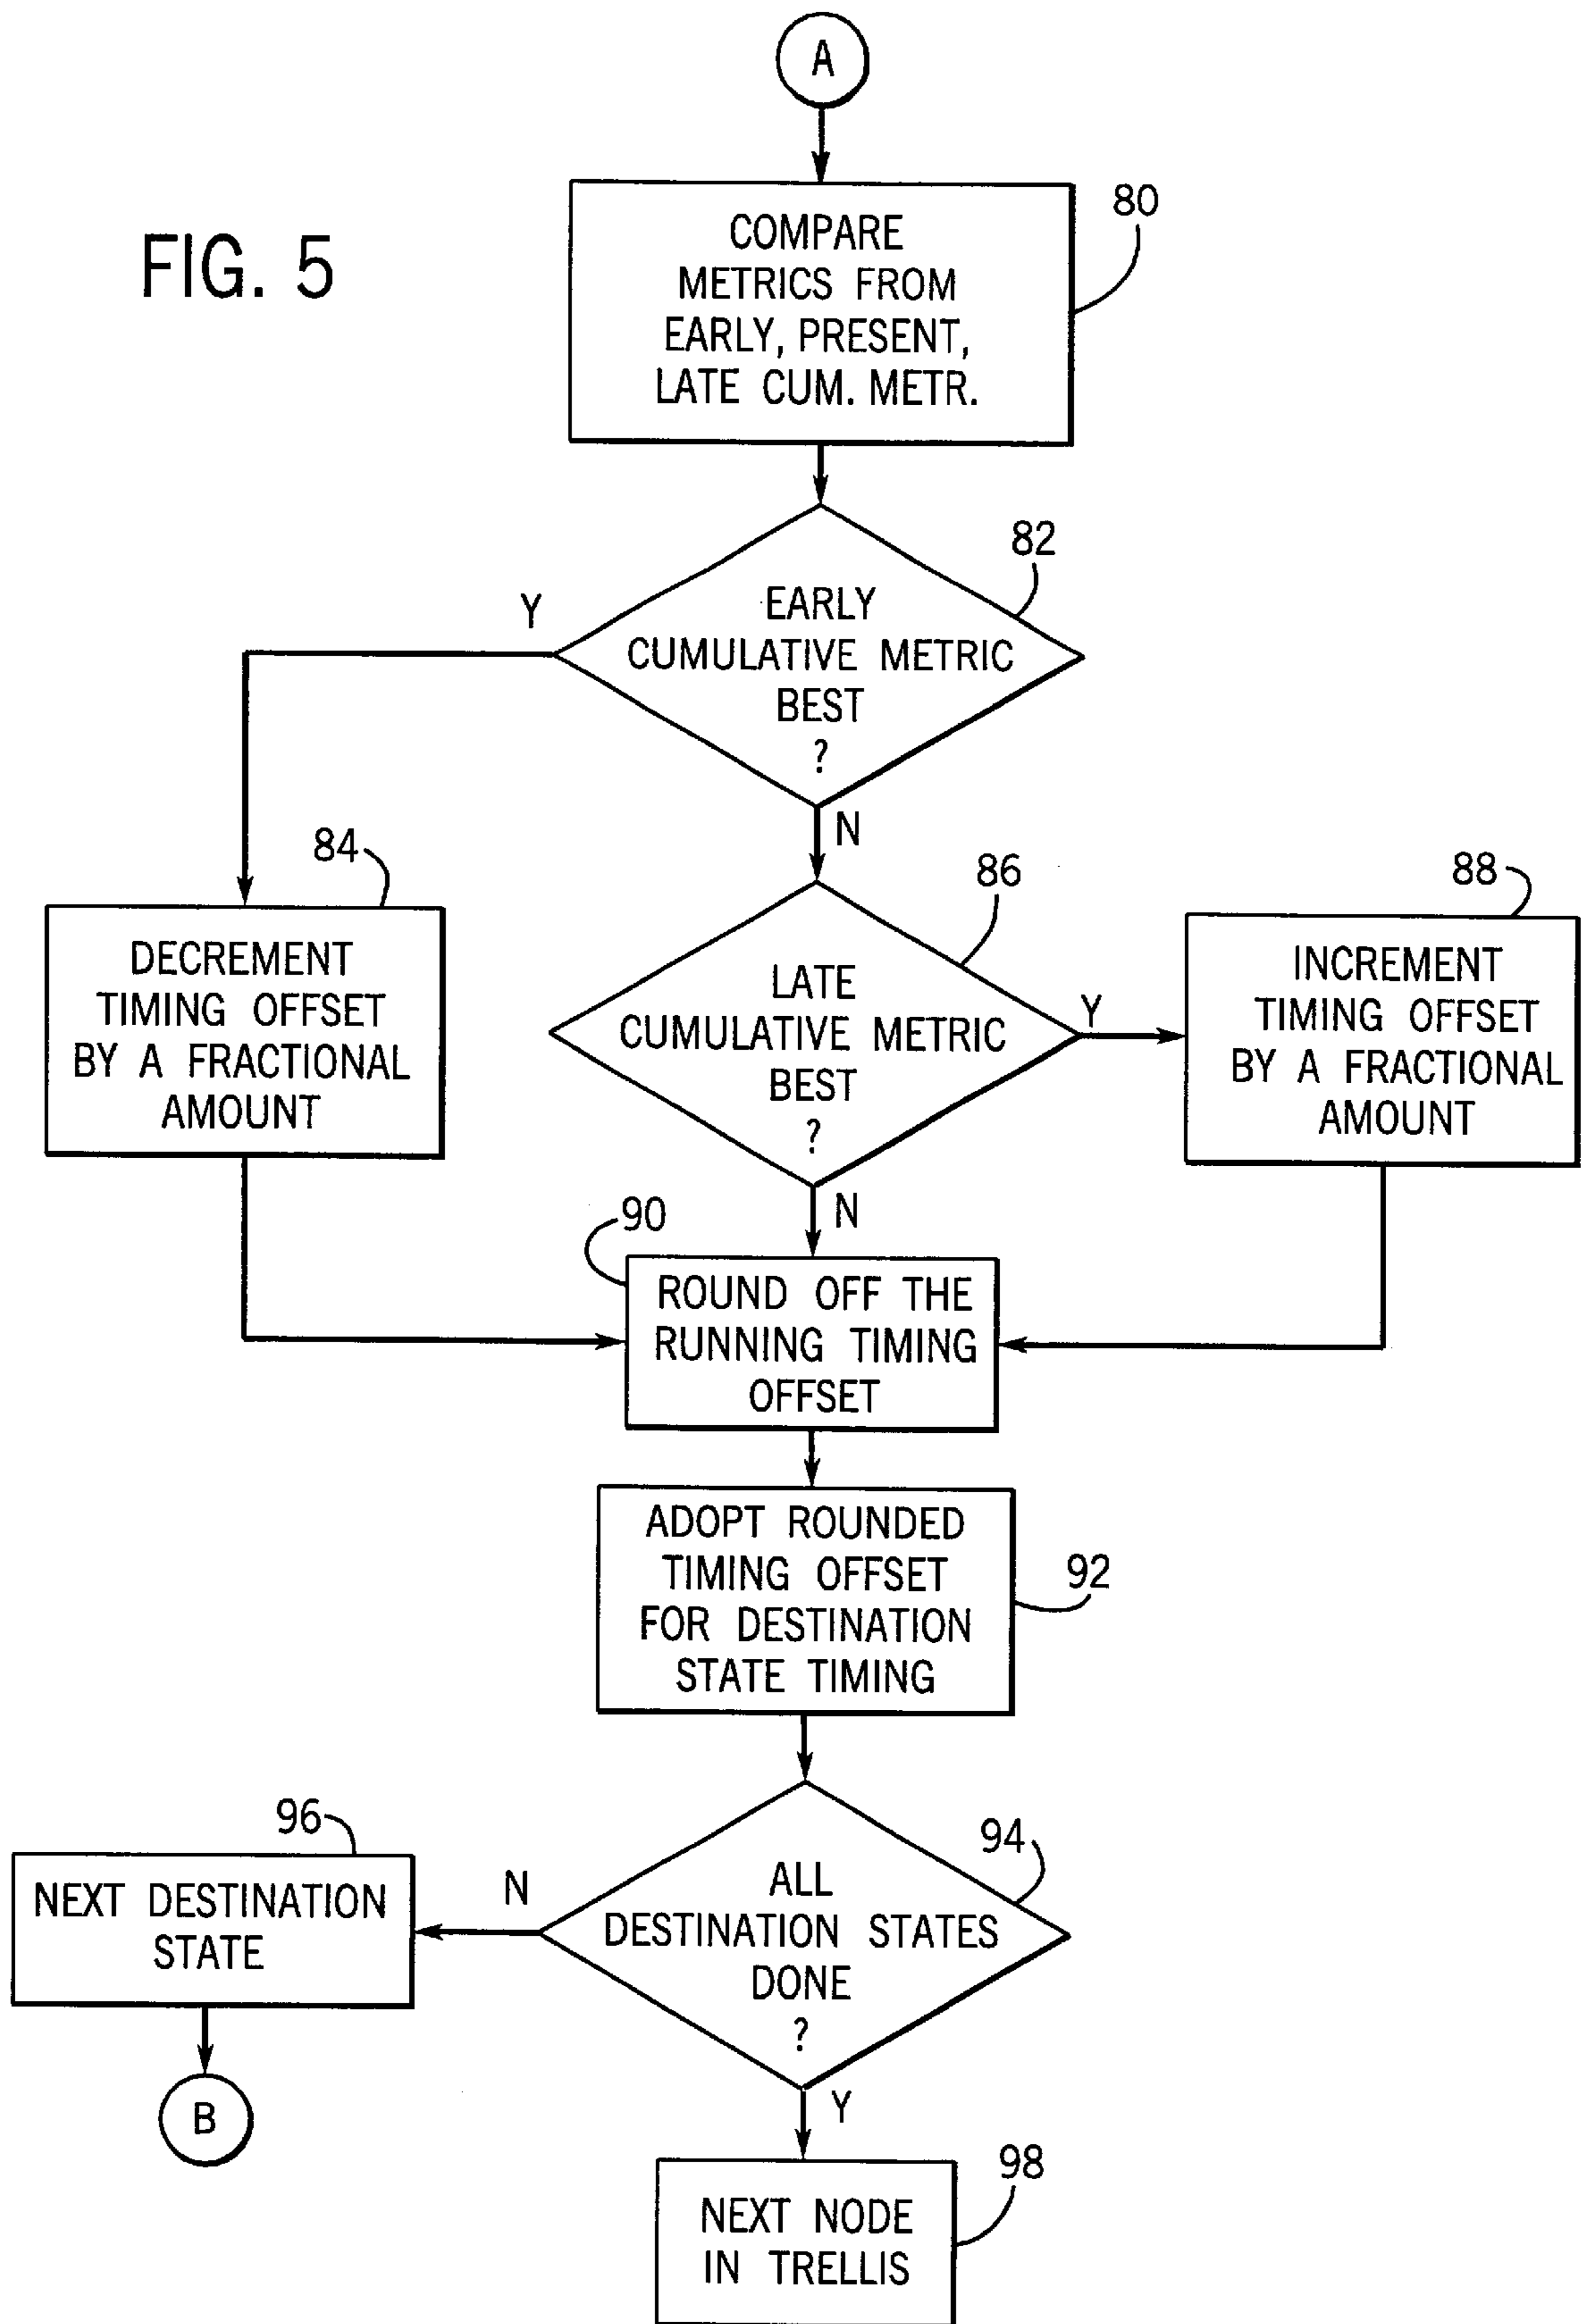 A
FIG. 5
80
COMPARE
METRICS FROM
EARLY, PRESENT,
LATE CUM. METR.
82
Y
EARLY
CUMULATIVE METRIC
BEST
?
N
84
DECREMENT
TIMING OFFSET
BY A FRACTIONAL
AMOUNT
86
LATE
CUMULATIVE METRIC
BEST
?
Y
88
INCREMENT
TIMING OFFSET
BY A FRACTIONAL
AMOUNT
N
90
ROUND OFF THE
RUNNING TIMING
OFFSET
ADOPT ROUNDED
TIMING OFFSET
FOR DESTINATION
STATE TIMING
92
94
ALL
DESTINATION STATES
DONE
?
N
96
NEXT DESTINATION
STATE
B
Y
98
NEXT NODE
IN TRELLIS